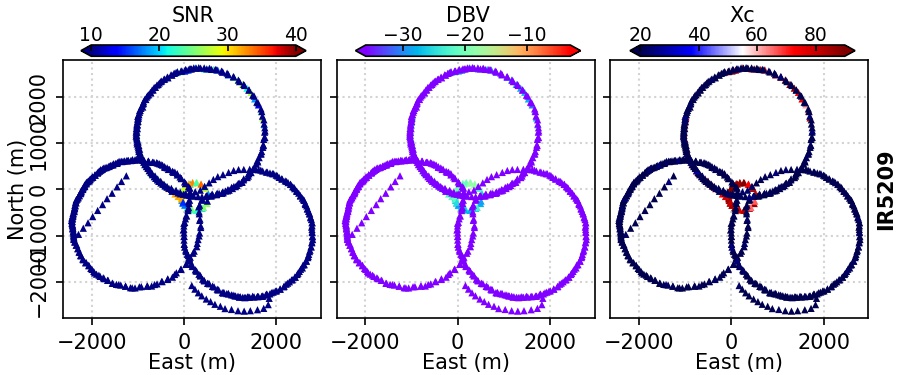 SNR DBV Xc
10 20 30 40 −30 −20 −10 20 40 60 80
2000
1000
0
−1000
−2000
North (m)
IR5209
−2000 0 2000 −2000 0 2000 −2000 0 2000
East (m) East (m) East (m)